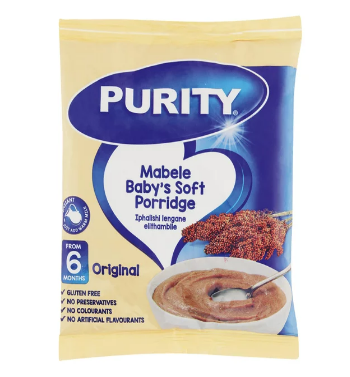 PURITY®
Mabele
Baby's Soft
Porridge
Iphalishi lengane
elithambile
FROM
6
MONTHS
Original
✓ GLUTEN FREE
✓ NO PRESERVATIVES
✓ NO COLOURANTS
✓ NO ARTIFICIAL FLAVOURANTS